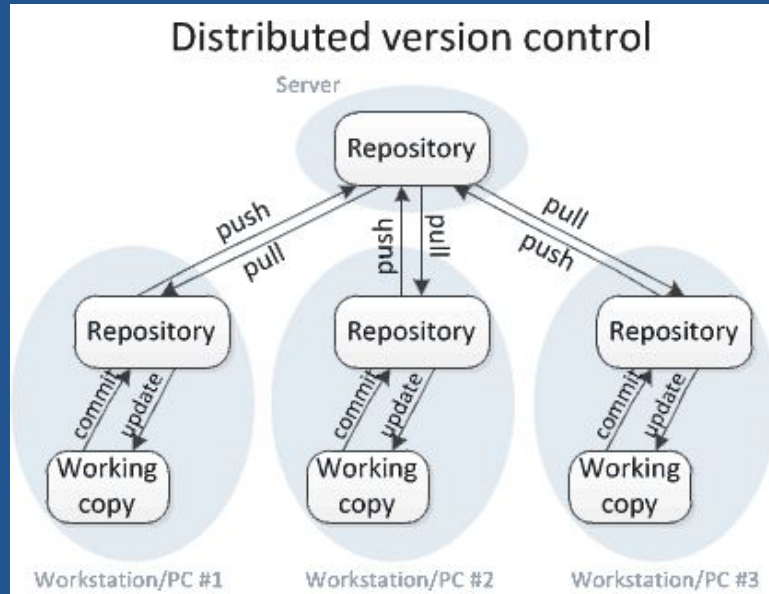 Distributed version control
Server
Repository
push
pull
push
pull
pull
push
Repository
Repository
Repository
commit
update
commit
update
commit
update
Working
copy
Working
copy
Working
copy
Workstation/PC #1
Workstation/PC #2
Workstation/PC #3